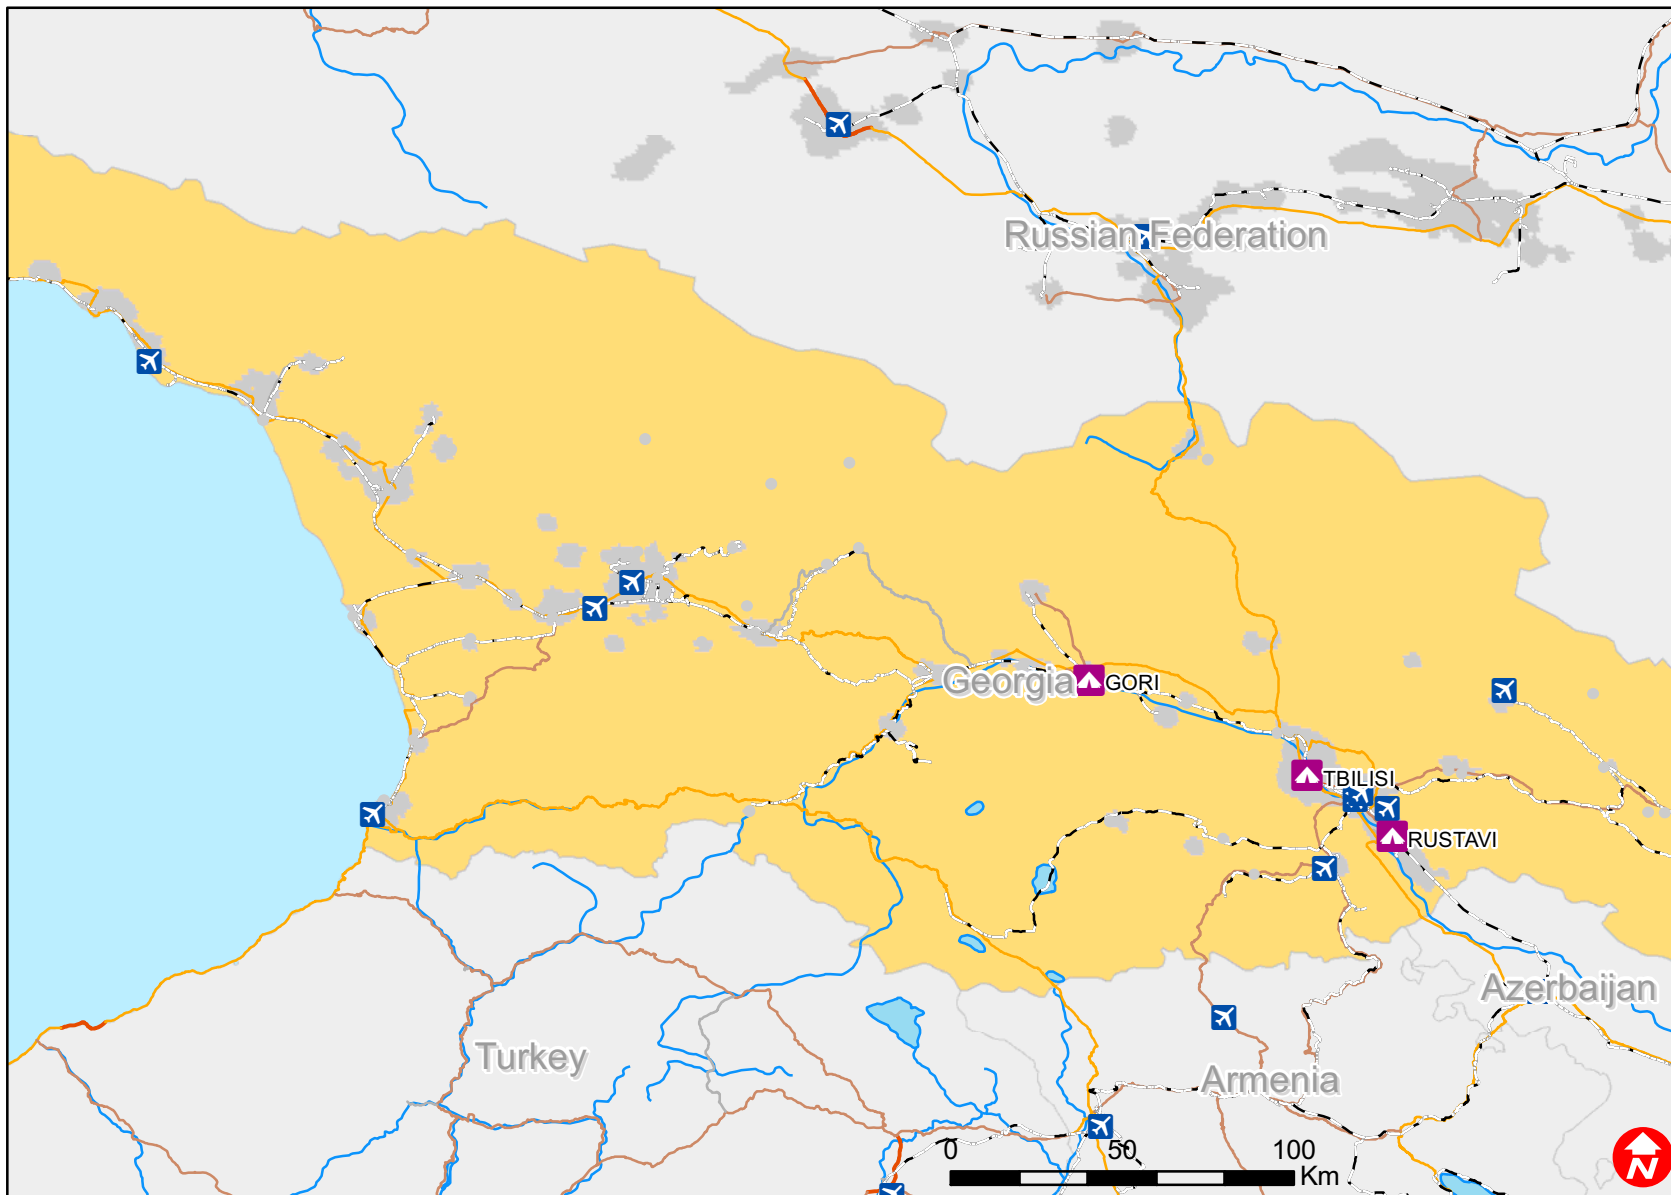 Russian Federation
Georgia
GORI
TBILISI
RUSTAVI
Azerbaijan
Turkey
Armenia
0 50 100
Km
N